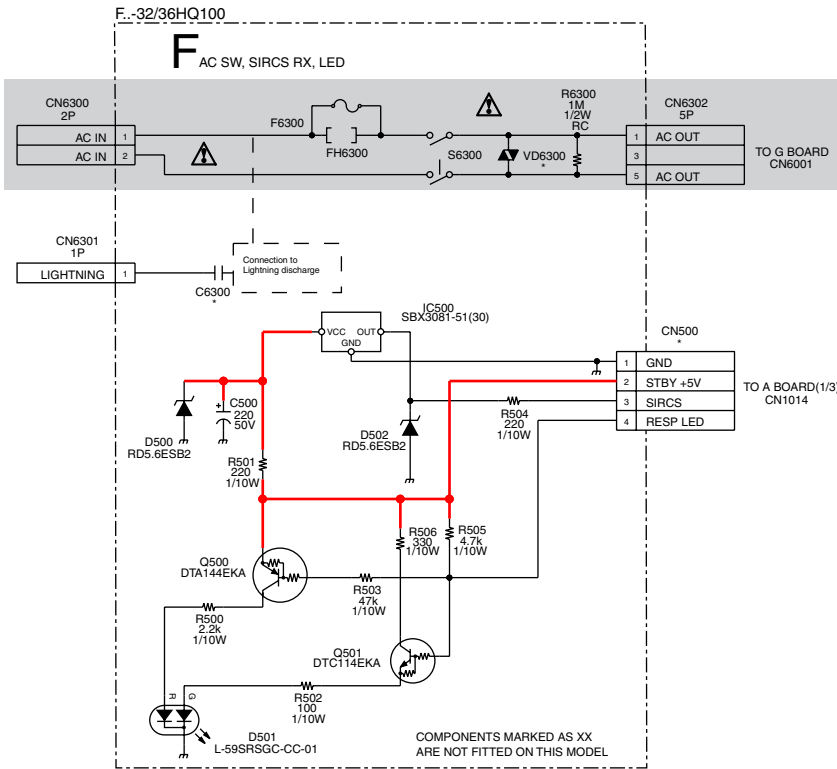 F..-32/36HQ100
F AC SW, SIRCS RX, LED
CN6300
2P
AC IN 1
AC IN 2
F6300
FH6300
S6300
VD6300
*
R6300
1M
1/2W
RC
CN6302
5P
1 AC OUT
3
5 AC OUT
TO G BOARD
CN6001
CN6301
1P
LIGHTNING 1
C6300
*
Connection to
Lightning discharge
IC500
SBX3081-51(30)
VCC OUT
GND
CN500
*
1 GND
2 STBY +5V
3 SIRCS
4 RESP LED
TO A BOARD(1/3)
CN1014
D500
RD5.6ESB2
+
C500
220
50V
D502
RD5.6ESB2
R504
220
1/10W
R501
220
1/10W
R506
330
1/10W
R505
4.7k
1/10W
Q500
DTA144EKA
R503
47k
1/10W
R500
2.2k
1/10W
Q501
DTC114EKA
R502
100
1/10W
R G
D501
L-59SRSGC-CC-01
COMPONENTS MARKED AS XX
ARE NOT FITTED ON THIS MODEL